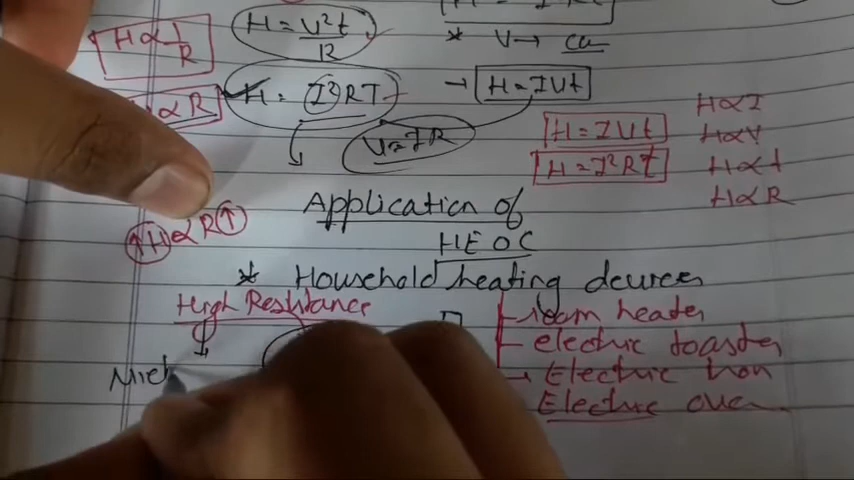 H = V²t/R
H ∝ 1/R
* V →
H = I²RT
→ H = IVt
∝ R
V = IR
H = IVt
H = I²Rt
H ∝ I
H ∝ V
H ∝ t
H ∝ R
↑H ∝ R↑
Application of
HEOC
* Household heating devices
High Resistance
room heater
electric toaster
→ Electric Iron
Electric oven
Nich